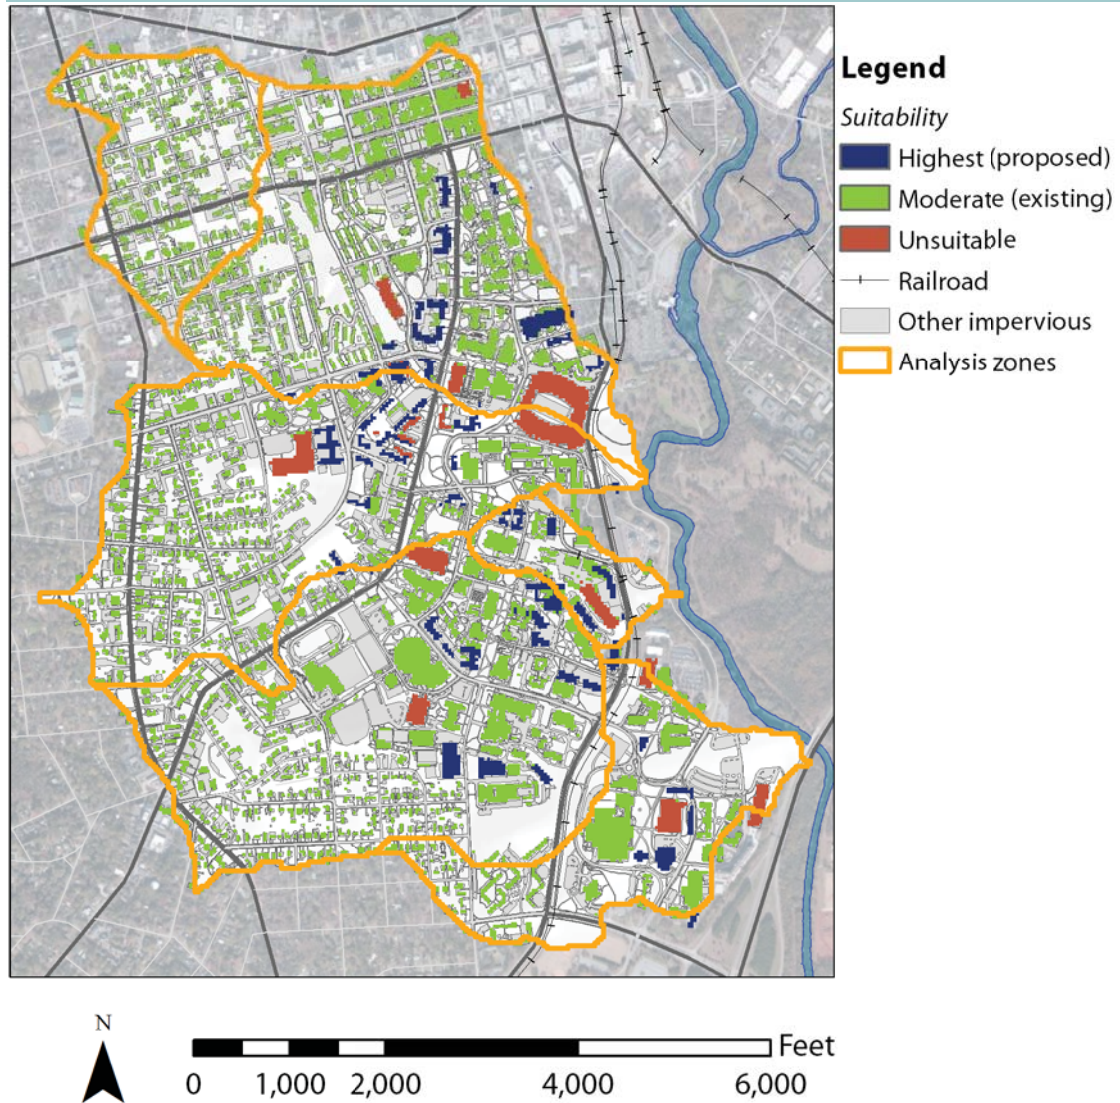 Legend
Suitability
Highest (proposed)
Moderate (existing)
Unsuitable
Railroad
Other impervious
Analysis zones
N
Feet
0 1,000 2,000 4,000 6,000